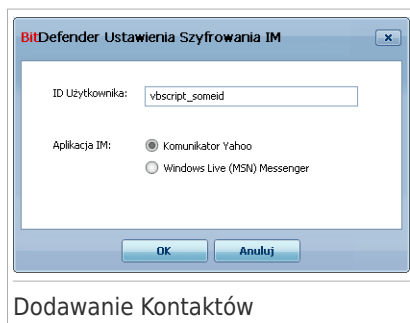 BitDefender Ustawienia Szyfrowania IM
ID Użytkownika: vbscript_someid
Aplikacja IM: Komunikator Yahoo
Windows Live (MSN) Messenger
OK Anuluj
Dodawanie Kontaktów